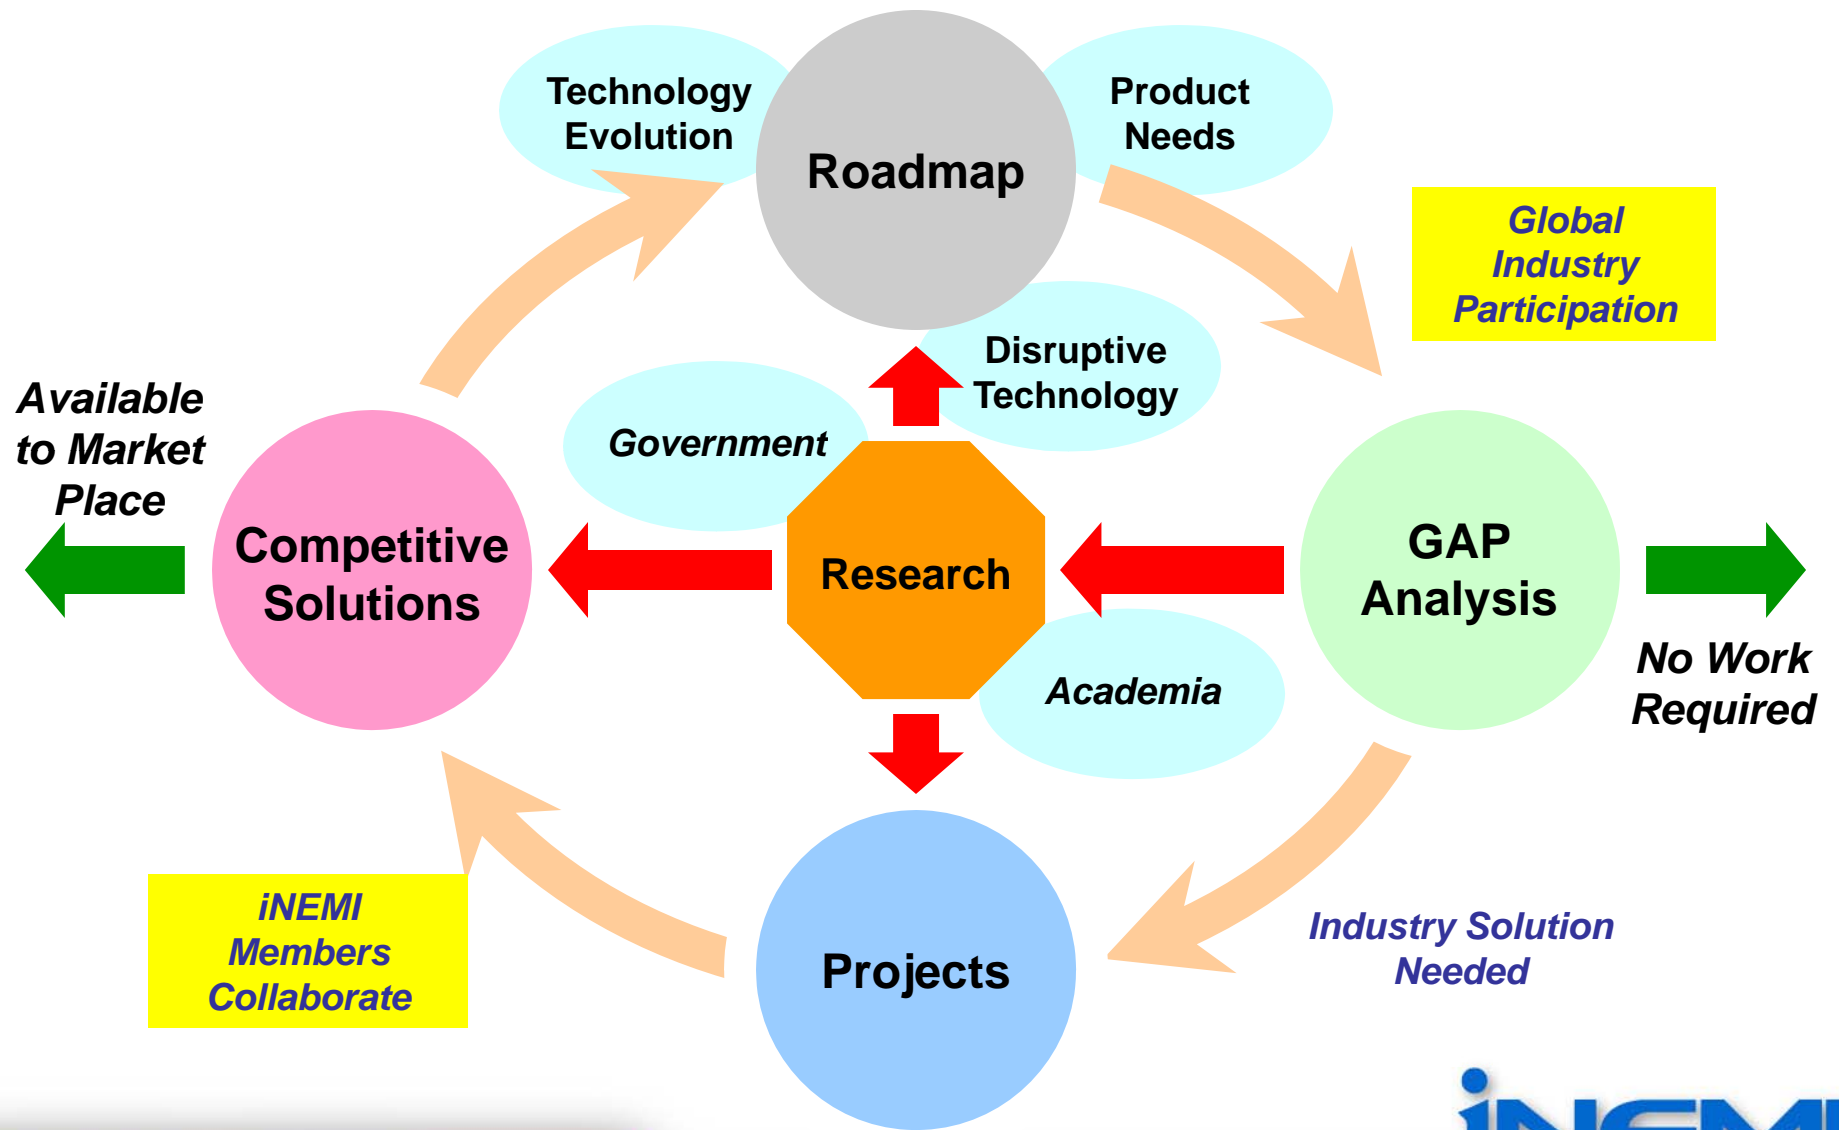 Technology
Evolution
Product
Needs
Roadmap
Global
Industry
Participation
Disruptive
Technology
Available
to Market
Place
Government
Competitive
Solutions
Research
GAP
Analysis
No Work
Required
Academia
iNEMI
Members
Collaborate
Projects
Industry Solution
Needed
iNEMI